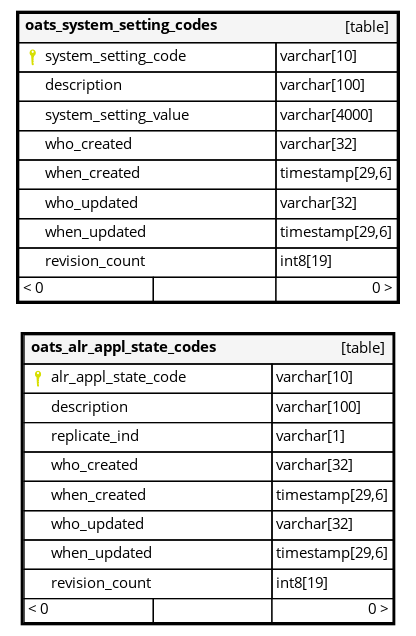 oats_system_setting_codes [table]
system_setting_code varchar[10]
description varchar[100]
system_setting_value varchar[4000]
who_created varchar[32]
when_created timestamp[29,6]
who_updated varchar[32]
when_updated timestamp[29,6]
revision_count int8[19]
< 0 0 >
oats_alr_appl_state_codes [table]
alr_appl_state_code varchar[10]
description varchar[100]
replicate_ind varchar[1]
who_created varchar[32]
when_created timestamp[29,6]
who_updated varchar[32]
when_updated timestamp[29,6]
revision_count int8[19]
< 0 0 >